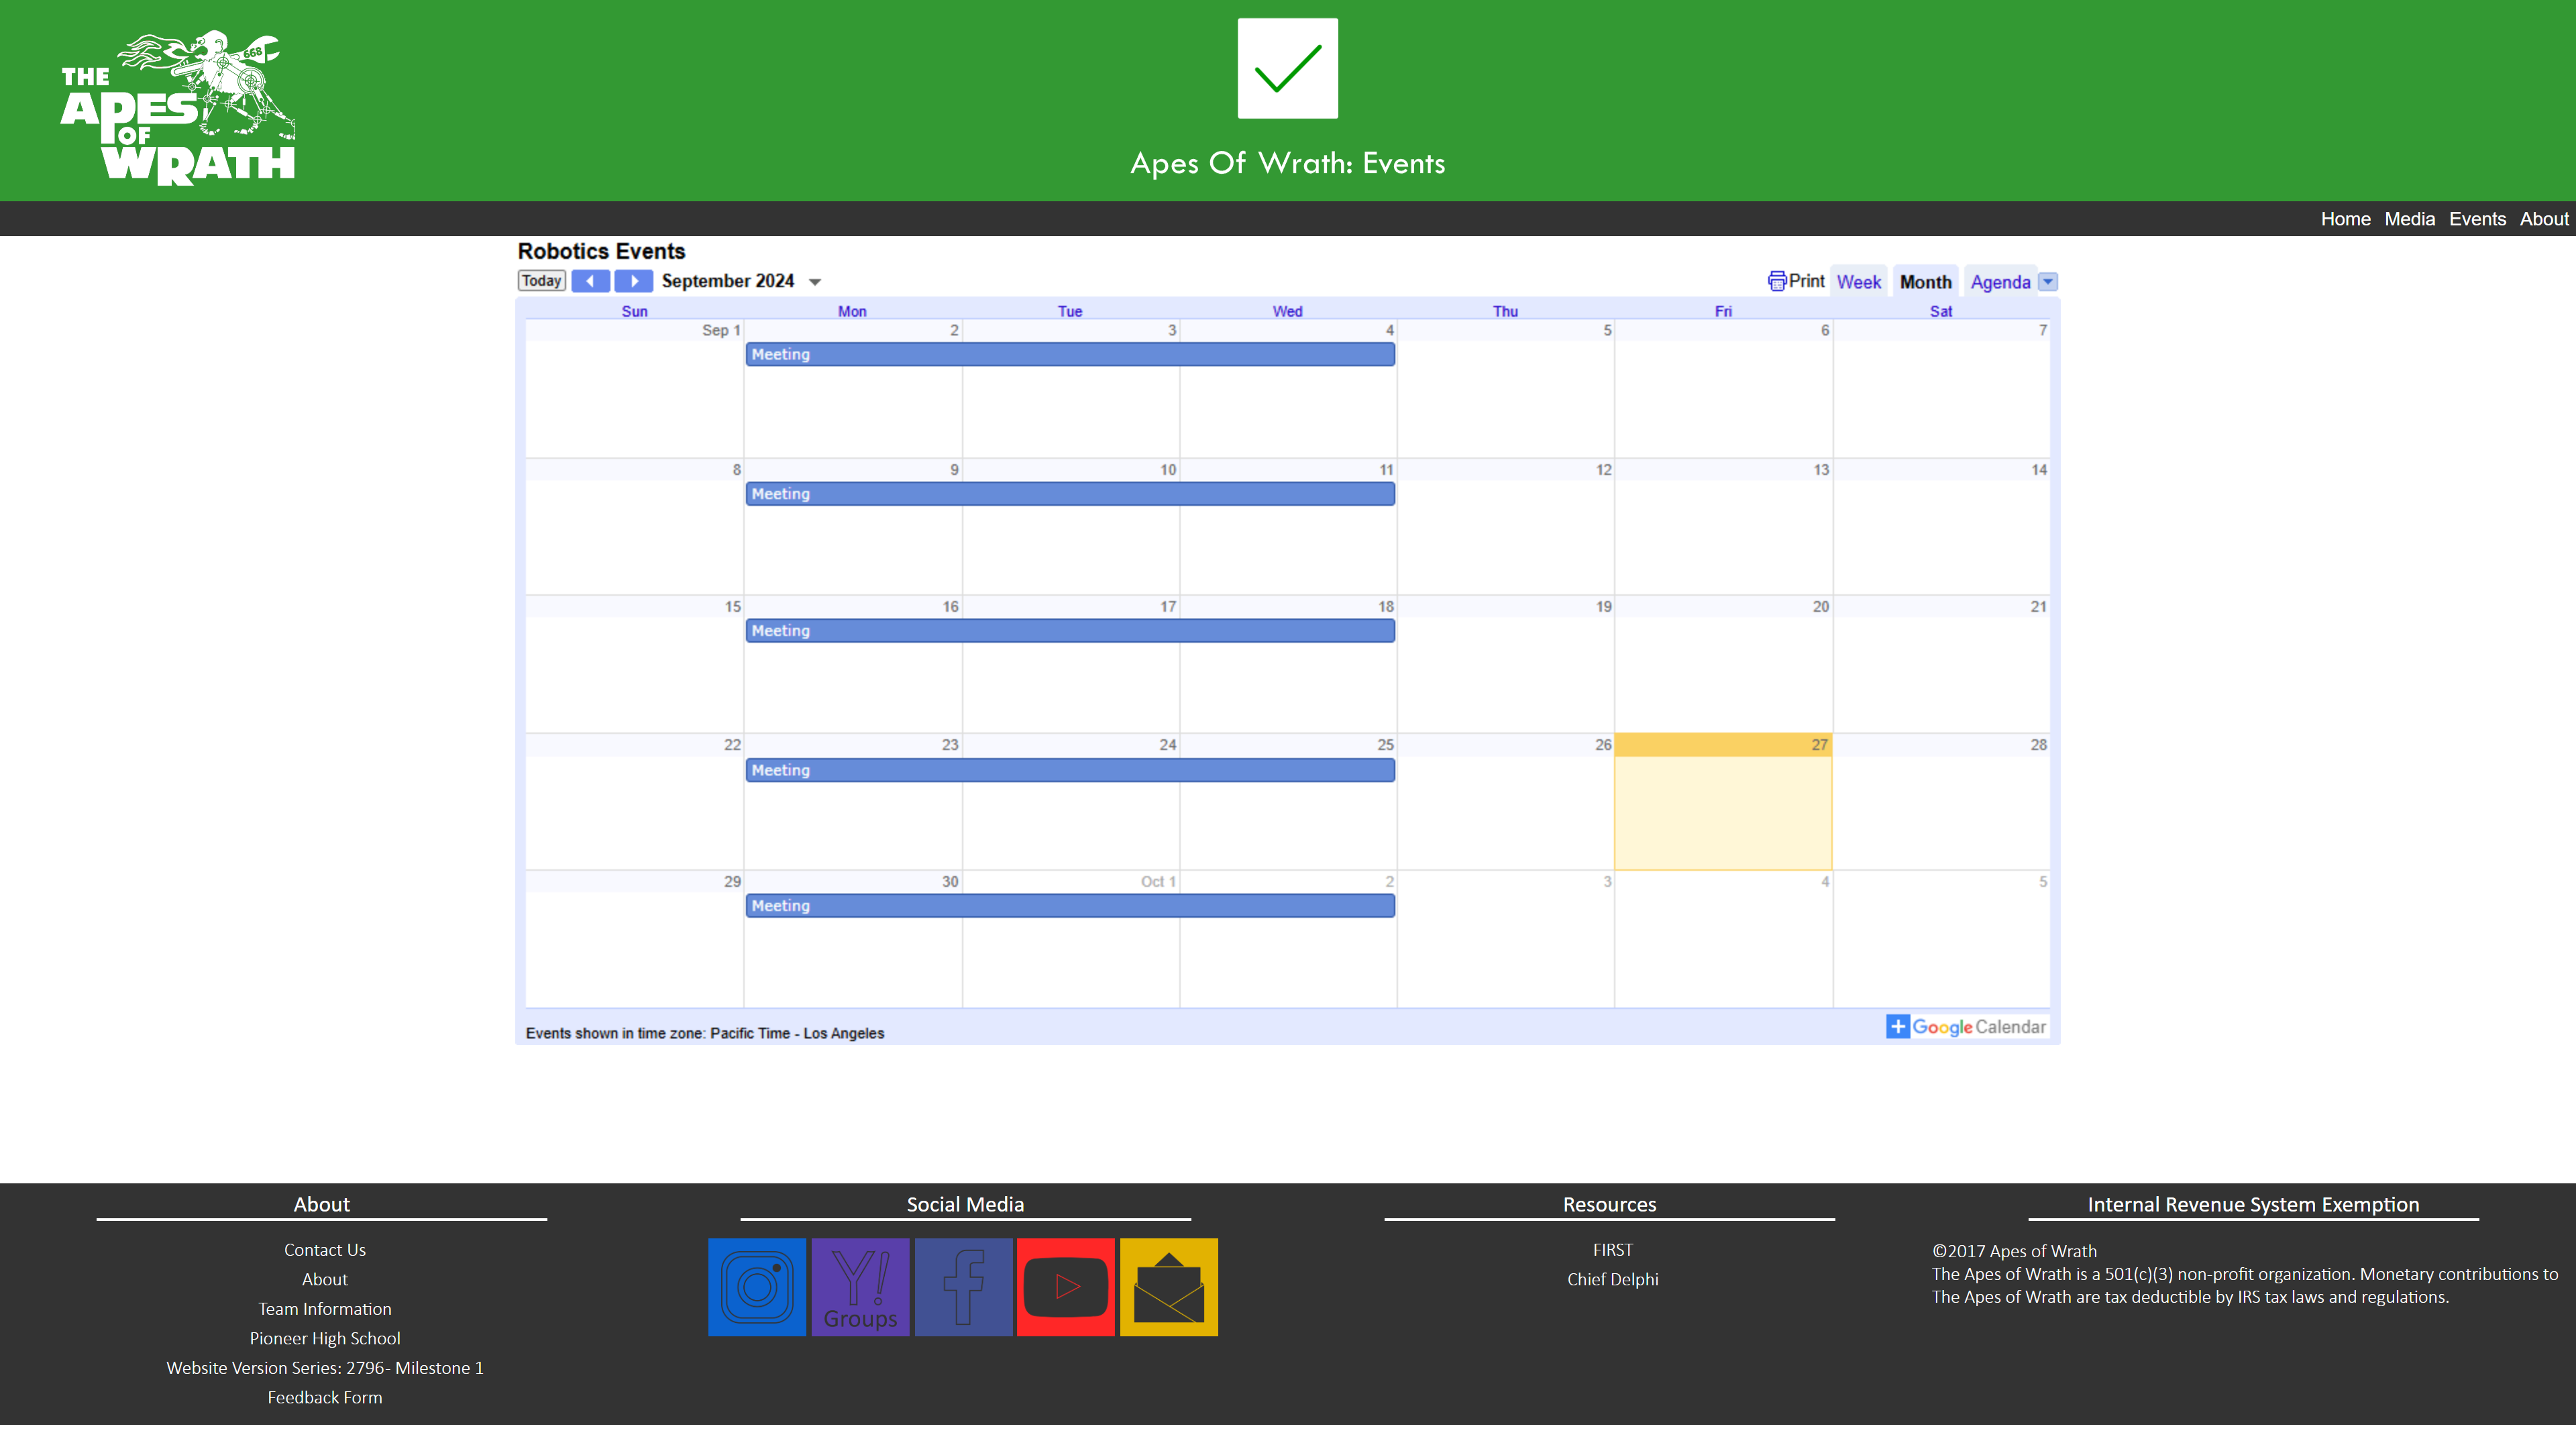 THE
APES
OF
WRATH
668
Apes Of Wrath: Events
Home Media Events About
Robotics Events
Today September 2024 Print Week Month Agenda
Sun Mon Tue Wed Thu Fri Sat
Sep 1 2 3 4 5 6 7
Meeting
8 9 10 11 12 13 14
Meeting
15 16 17 18 19 20 21
Meeting
22 23 24 25 26 27 28
Meeting
29 30 Oct 1 2 3 4 5
Meeting
Events shown in time zone: Pacific Time - Los Angeles
Google Calendar
About
Contact Us
About
Team Information
Pioneer High School
Website Version Series: 2796- Milestone 1
Feedback Form
Social Media
Y!
Groups
f
Resources
FIRST
Chief Delphi
Internal Revenue System Exemption
©2017 Apes of Wrath
The Apes of Wrath is a 501(c)(3) non-profit organization. Monetary contributions to
The Apes of Wrath are tax deductible by IRS tax laws and regulations.